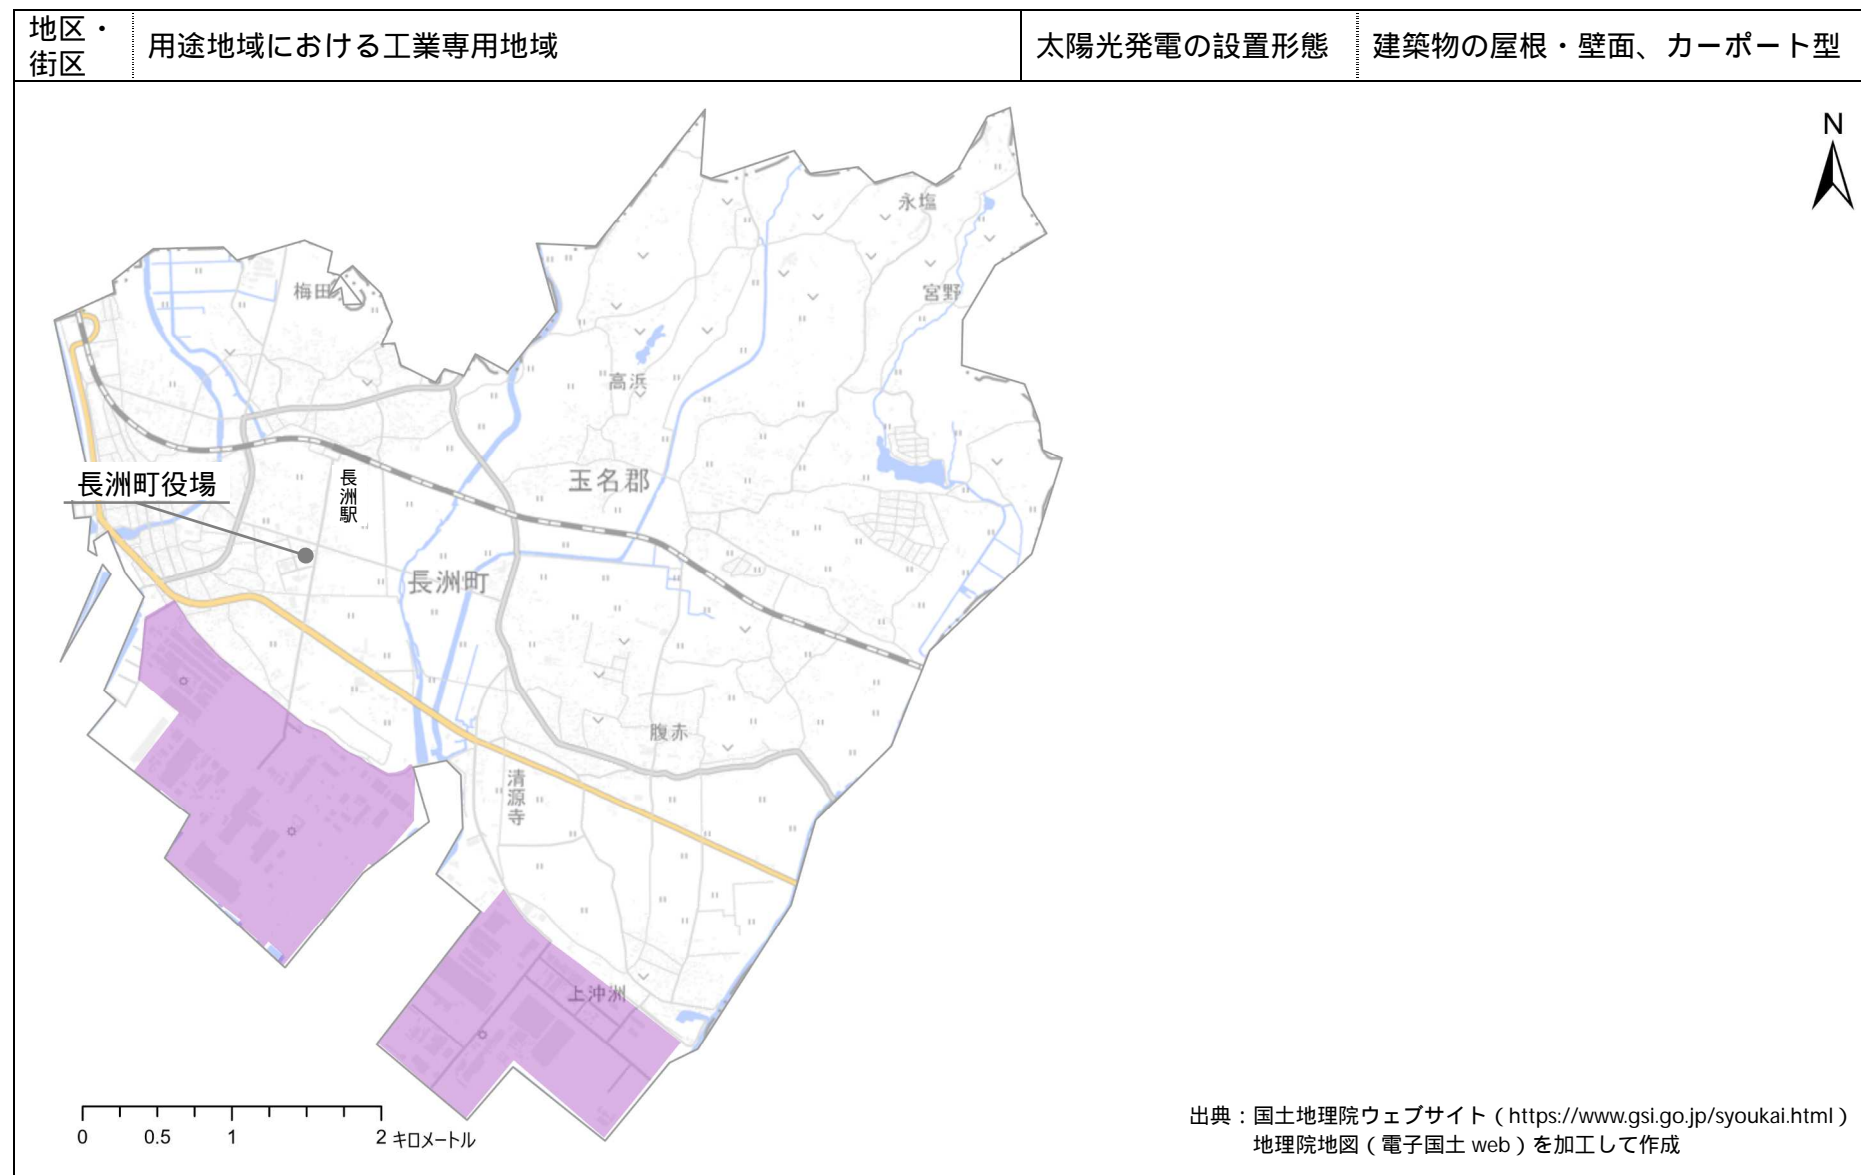 地区・
街区
用途地域における工業専用地域
太陽光発電の設置形態
建築物の屋根・壁面、カーポート型
N
永塩
梅田
宮野
高浜
玉名郡
長洲町役場
長洲駅
長洲町
腹赤
清源寺
上沖洲
0 0.5 1 2 キロメートル
出典：国土地理院ウェブサイト（https://www.gsi.go.jp/syoukai.html）
地理院地図（電子国土 web）を加工して作成